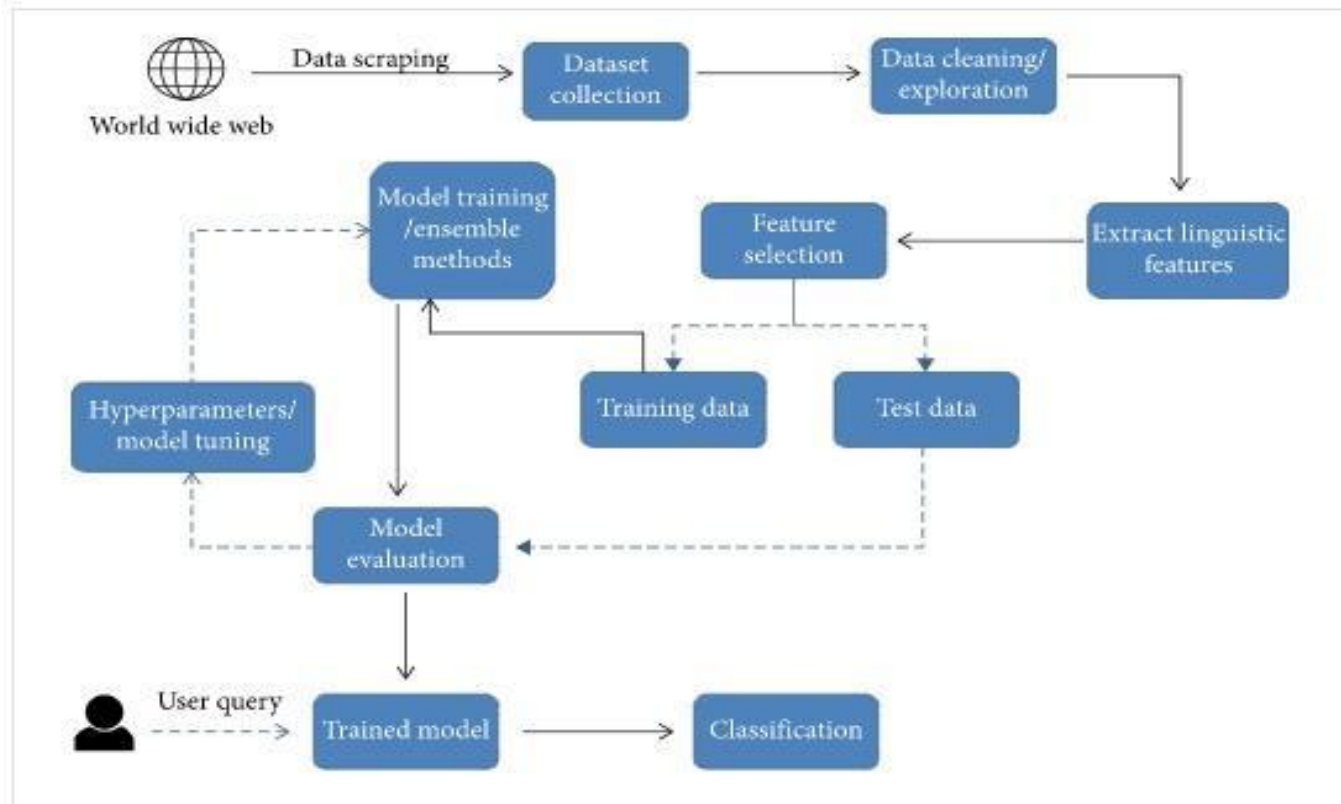 Data scraping
World wide web
Dataset
collection
Data cleaning/
exploration
Model training
/ensemble
methods
Feature
selection
Extract linguistic
features
Hyperparameters/
model tuning
Training data
Test data
Model
evaluation
User query
Trained model
Classification